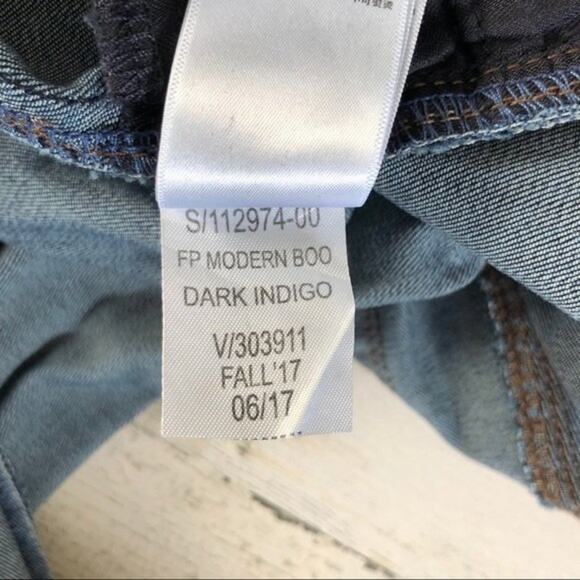 S/112974-00
FP MODERN BOO
DARK INDIGO
V/303911
FALL'17
06/17